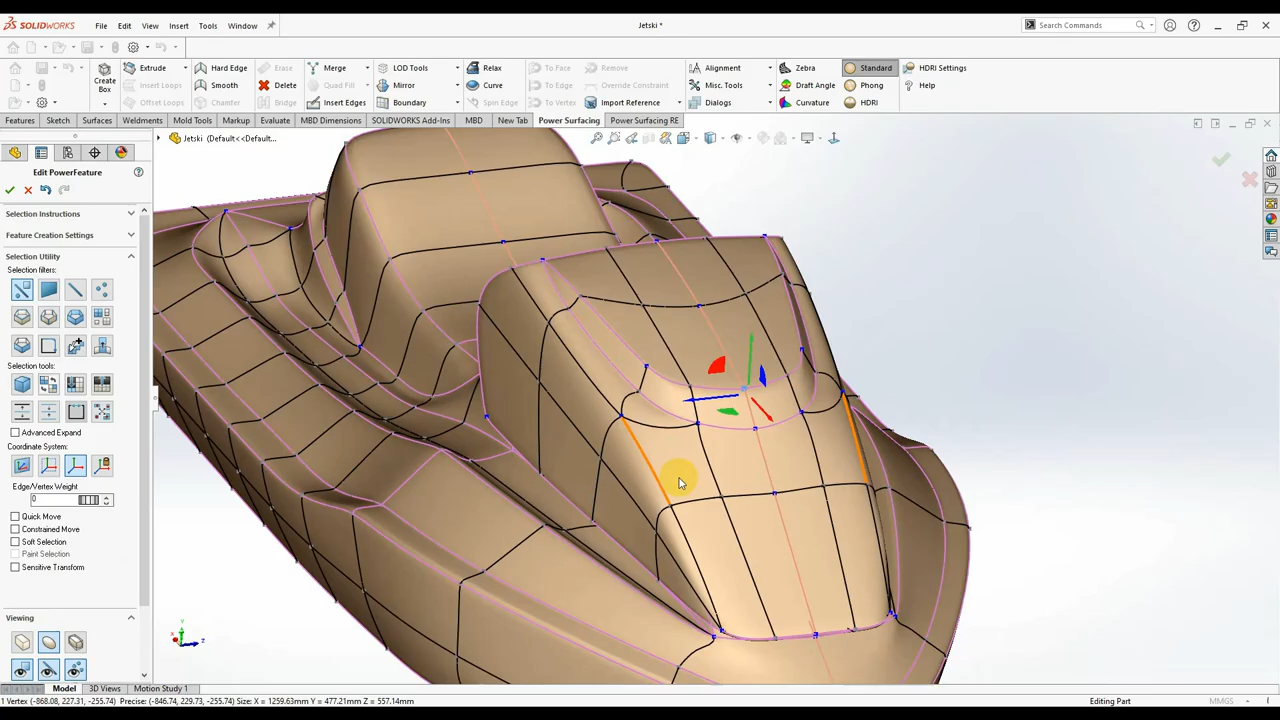 SOLIDWORKS File Edit View Insert Tools Window Jetski * Search Commands
Extrude Hard Edge Erase Merge LOD Tools Relax To Face Remove Alignment Zebra Standard HDRI Settings
Create Box Insert Loops Smooth Delete Quad Fill Mirror Curve To Edge Override Constraint Misc. Tools Draft Angle Phong Help
Offset Loops Chamfer Bridge Insert Edges Boundary Spin Edge To Vertex Import Reference Dialogs Curvature HDRI
Features Sketch Surfaces Weldments Mold Tools Markup Evaluate MBD Dimensions SOLIDWORKS Add-Ins MBD New Tab Power Surfacing Power Surfacing RE
Jetski (Default<<Default...
Edit PowerFeature
Selection Instructions
Feature Creation Settings
Selection Utility
Selection filters:
Selection tools:
Advanced Expand
Coordinate System:
Edge/Vertex Weight
0
Quick Move
Constrained Move
Soft Selection
Paint Selection
Sensitive Transform
Viewing
Y
X
Z
Model 3D Views Motion Study 1
1 Vertex (-868.08, 227.31, -255.74) Precise: (-846.74, 229.73, -255.74) Size: X = 1259.63mm Y = 477.21mm Z = 557.14mm Editing Part MMGS